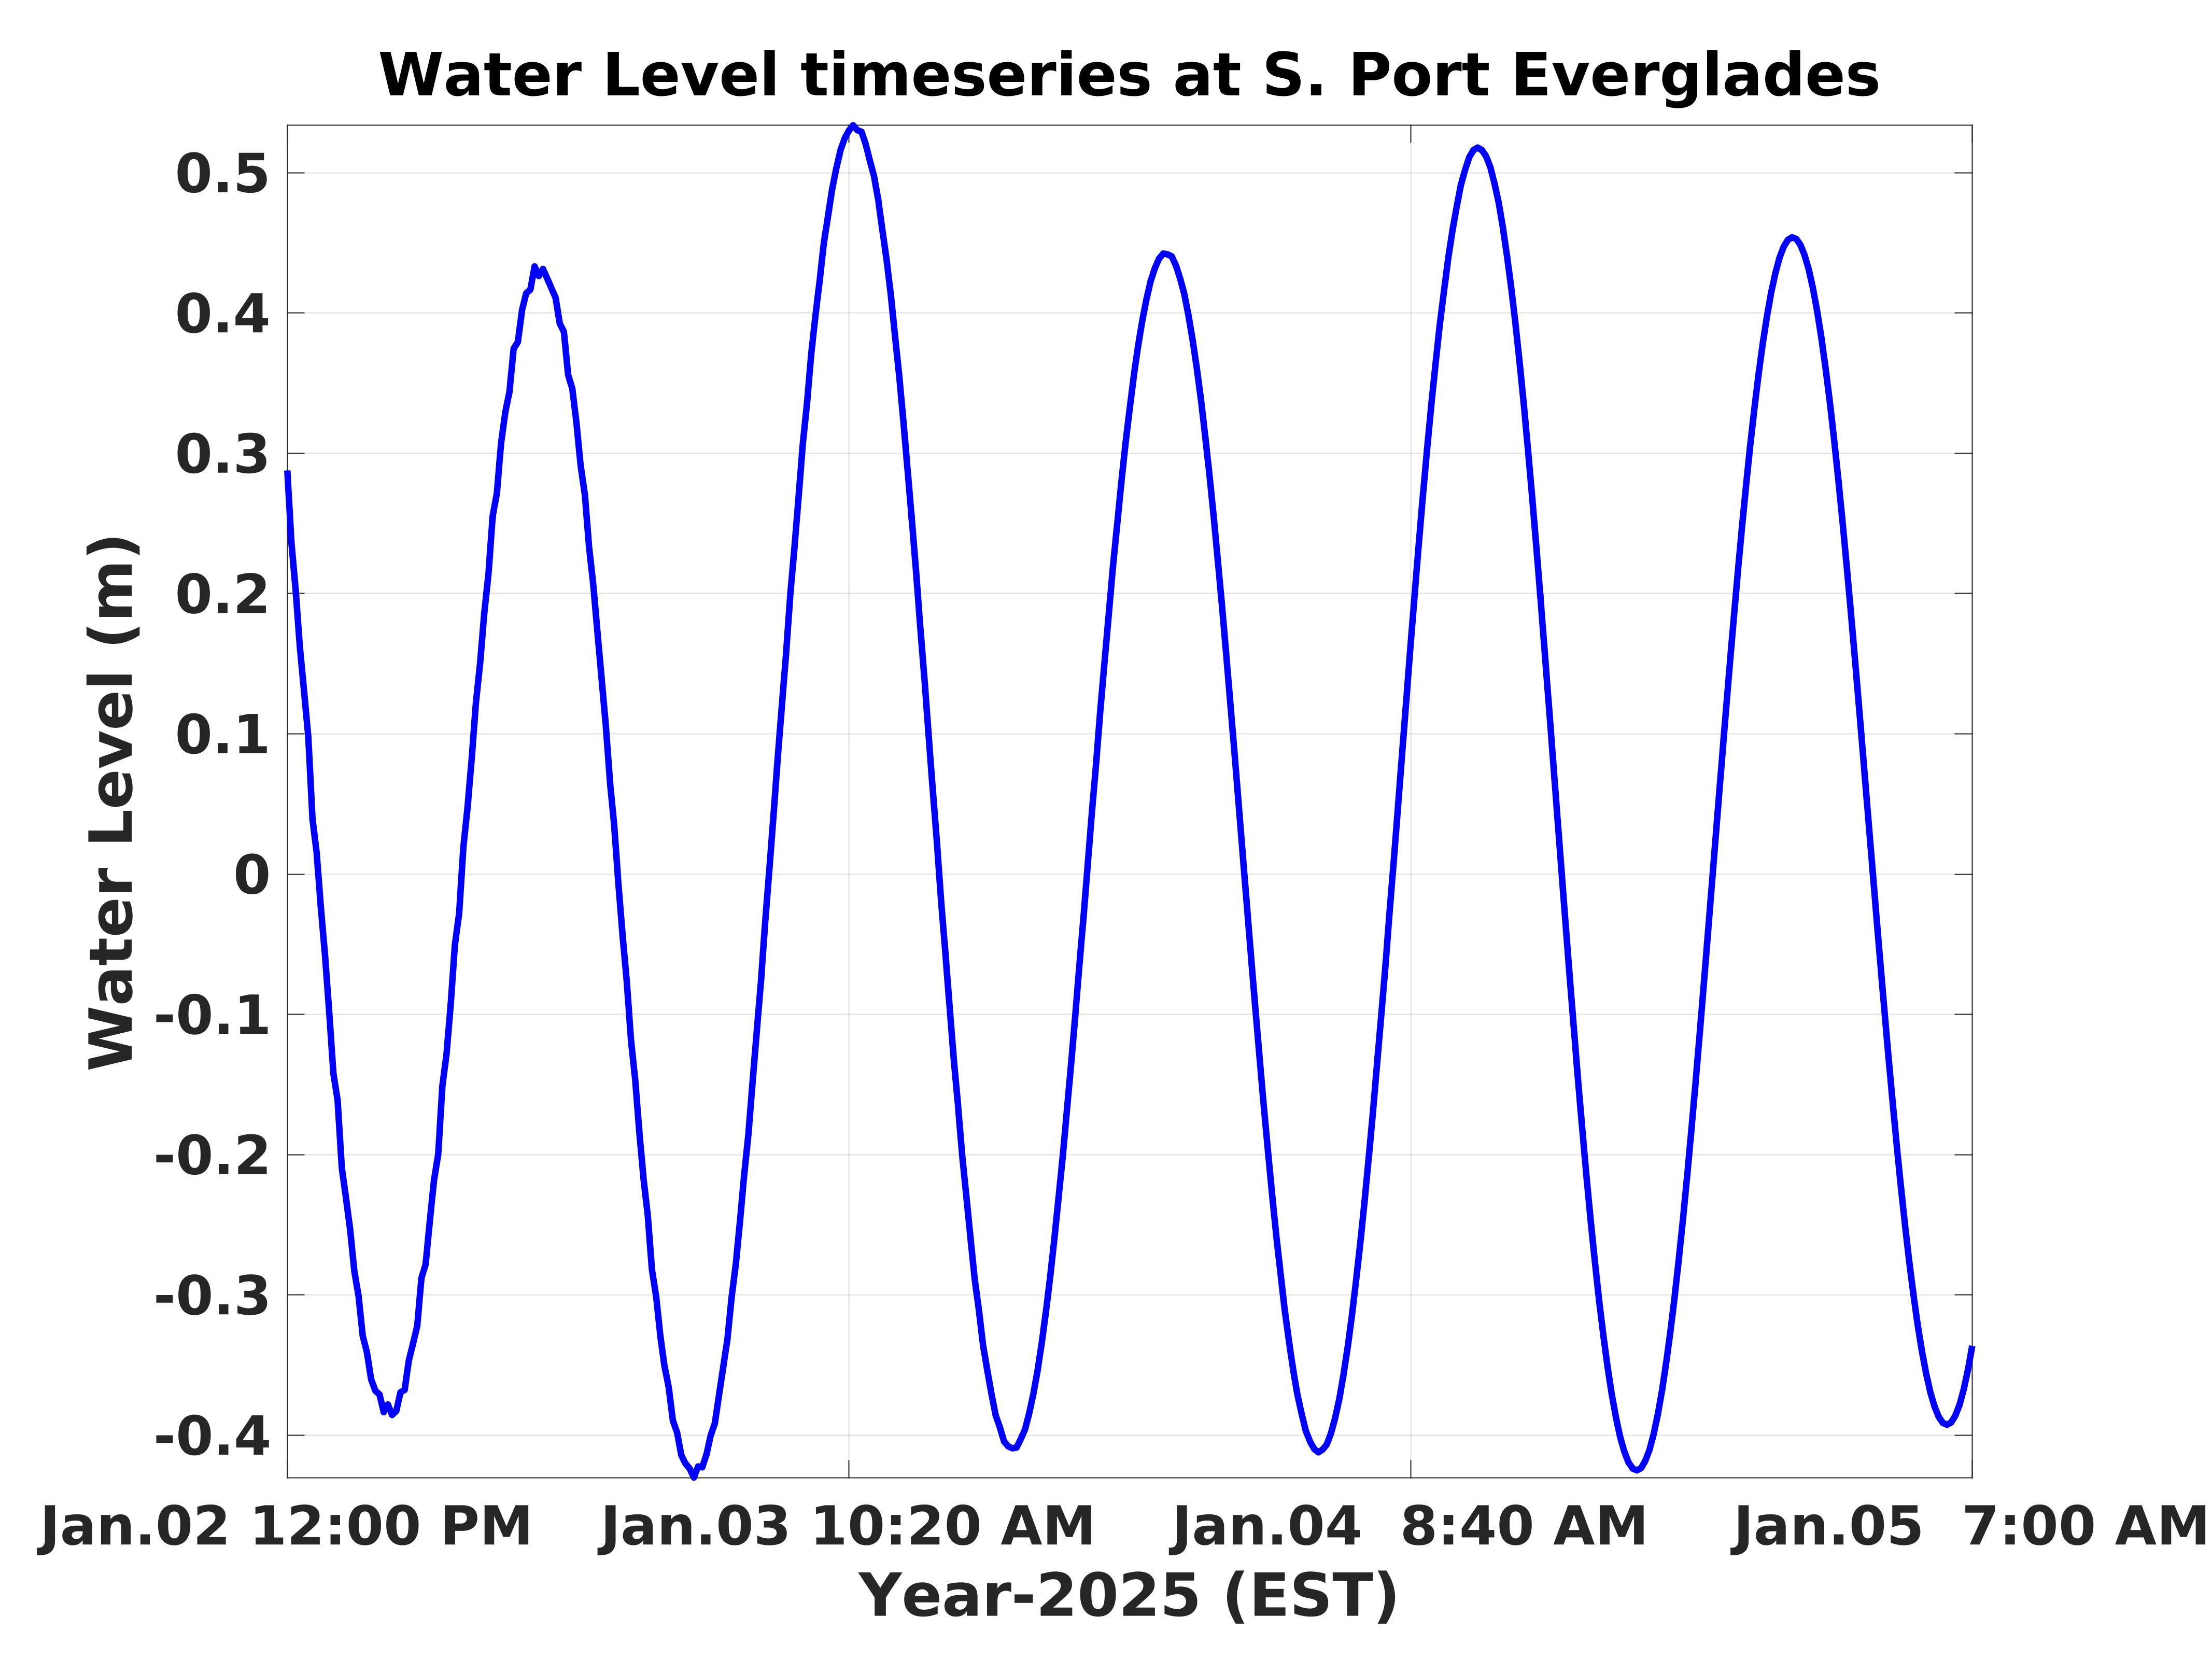 Water Level timeseries at S. Port Everglades
Water Level (m)
0.5
0.4
0.3
0.2
0.1
0
-0.1
-0.2
-0.3
-0.4
Jan.02 12:00 PM Jan.03 10:20 AM Jan.04 8:40 AM Jan.05 7:00 AM
Year-2025 (EST)